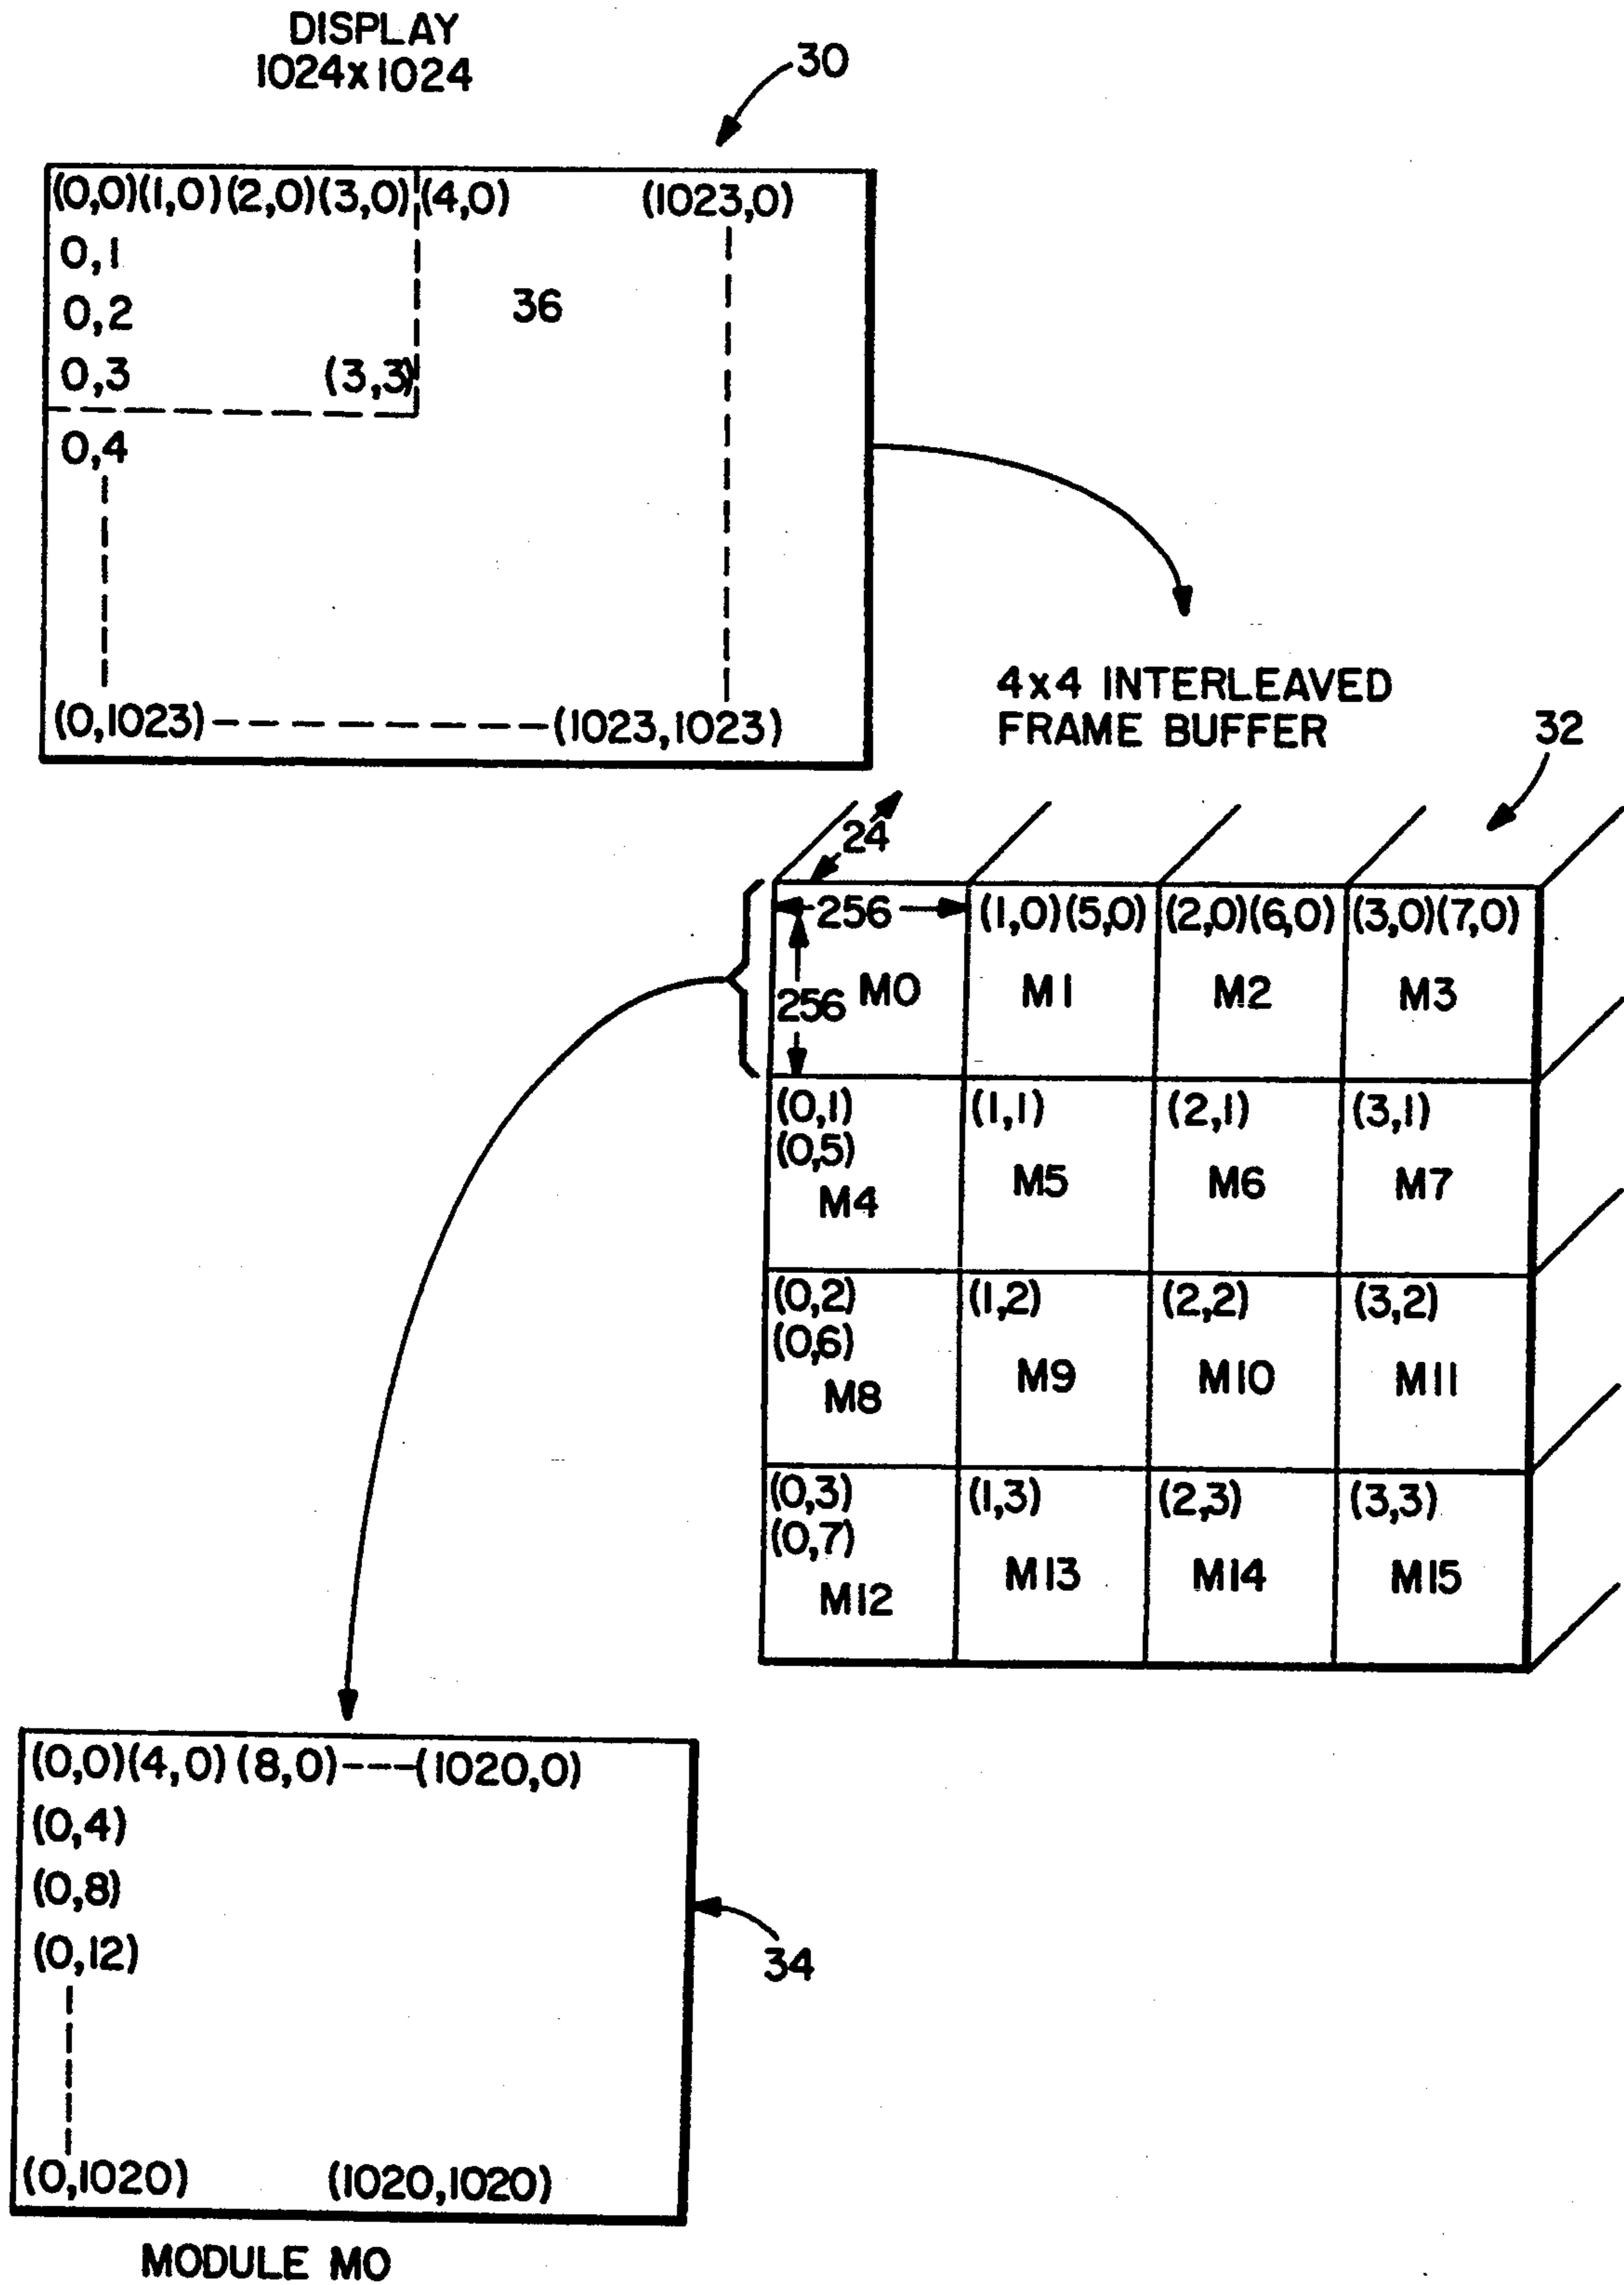 DISPLAY
1024x1024
30
(0,0)(1,0)(2,0)(3,0)(4,0) (1023,0)
0,1
0,2
36
0,3 (3,3)
0,4
(0,1023) (1023,1023)
4x4 INTERLEAVED
FRAME BUFFER
32
24
256 (1,0)(5,0) (2,0)(6,0) (3,0)(7,0)
256 M0 M1 M2 M3
(0,1) (1,1) (2,1) (3,1)
(0,5)
M4 M5 M6 M7
(0,2) (1,2) (2,2) (3,2)
(0,6)
M8 M9 M10 M11
(0,3) (1,3) (2,3) (3,3)
(0,7)
M12 M13 M14 M15
(0,0)(4,0)(8,0)---(1020,0)
(0,4)
(0,8)
(0,12)
34
(0,1020) (1020,1020)
MODULE M0